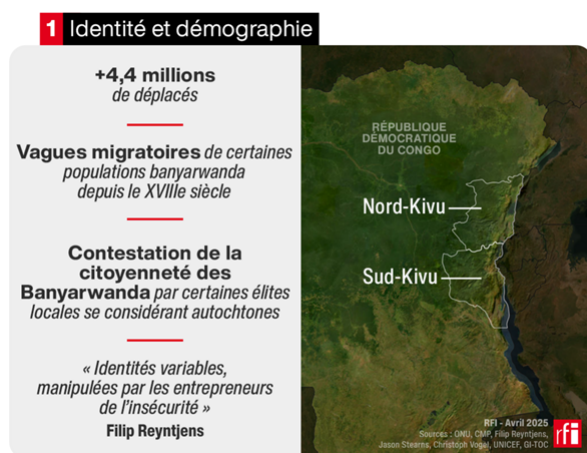 1 Identité et démographie
+4,4 millions
de déplacés
Vagues migratoires de certaines
populations banyarwanda
depuis le XVIIIe siècle
Contestation de la
citoyenneté des
Banyarwanda par certaines élites
locales se considérant autochtones
« Identités variables,
manipulées par les entrepreneurs
de l'insécurité »
Filip Reyntjens
RÉPUBLIQUE
DÉMOCRATIQUE
DU CONGO
Nord-Kivu
Sud-Kivu
RFI - Avril 2025
Sources : ONU, CMP, Filip Reyntjens,
Jason Stearns, Christoph Vogel, UNICEF, GI-TOC
rfi